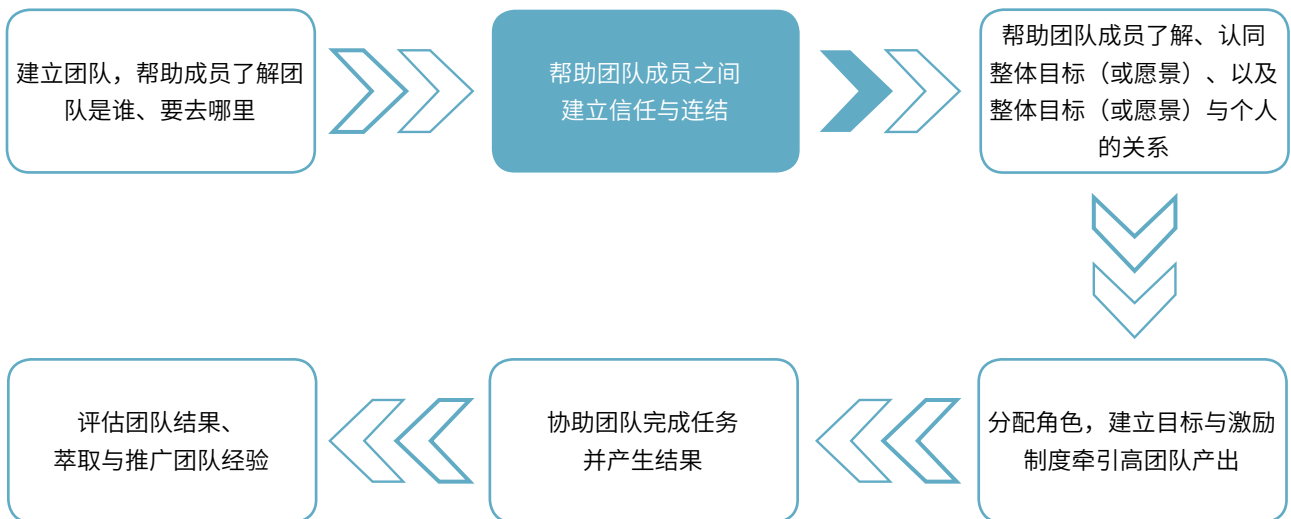 建立团队，帮助成员了解团
队是谁、要去哪里
帮助团队成员之间
建立信任与连结
帮助团队成员了解、认同
整体目标（或愿景）、以及
整体目标（或愿景）与个人
的关系
分配角色，建立目标与激励
制度牵引高团队产出
协助团队完成任务
并产生结果
评估团队结果、
萃取与推广团队经验